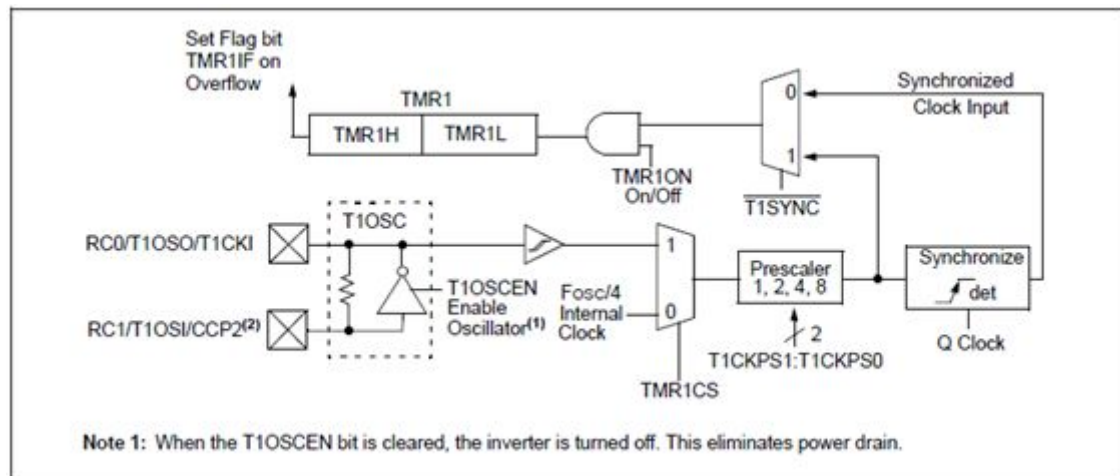 Set Flag bit
TMR1IF on
Overflow
TMR1
TMR1H
TMR1L
TMR1ON
On/Off
0
1
T1SYNC
Synchronized
Clock Input
T1OSC
RC0/T1OSO/T1CKI
RC1/T1OSI/CCP2(2)
T1OSCEN
Enable
Oscillator(1)
FOSC/4
Internal
Clock
1
0
TMR1CS
Prescaler
1, 2, 4, 8
2
T1CKPS1:T1CKPS0
Synchronize
det
Q Clock
Note 1: When the T1OSCEN bit is cleared, the inverter is turned off. This eliminates power drain.